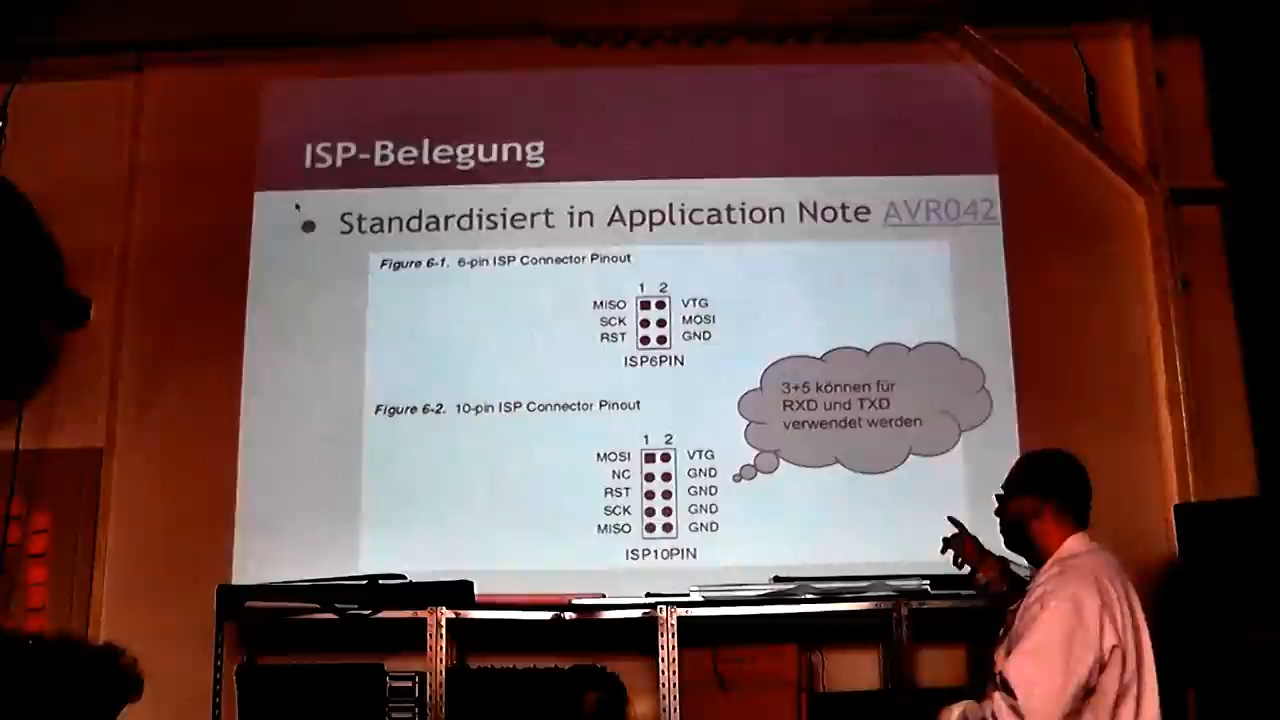 ISP-Belegung
• Standardisiert in Application Note AVR042
Figure 6-1. 6-pin ISP Connector Pinout
1 2
MISO VTG
SCK MOSI
RST GND
ISP6PIN
3+5 können für
RXD und TXD
verwendet werden
Figure 6-2. 10-pin ISP Connector Pinout
1 2
MOSI VTG
NC GND
RST GND
SCK GND
MISO GND
ISP10PIN